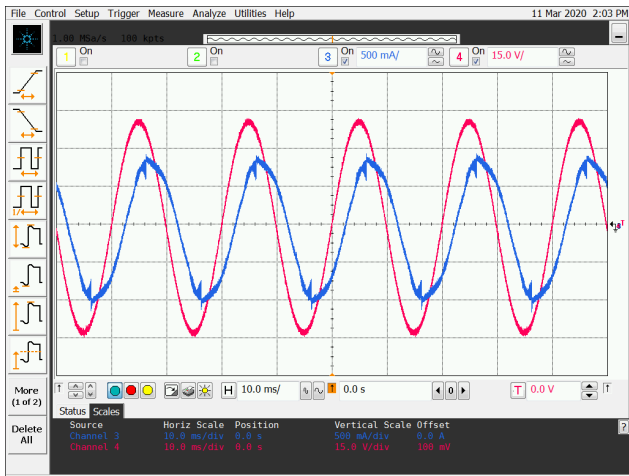 File Control Setup Trigger Measure Analyze Utilities Help 11 Mar 2020 2:03 PM
1.00 MSa/s 100 kpts
1 On 2 On 3 On 500 mA/ 4 On 15.0 V/
T
1/
More
(1 of 2)
Delete
All
H 10.0 ms/ 0.0 s 0 T 0.0 V
Status Scales
Source Horiz Scale Position Vertical Scale Offset
Channel 3 10.0 ms/div 0.0 s 500 mA/div 0.0 A
Channel 4 10.0 ms/div 0.0 s 15.0 V/div 100 mV
?